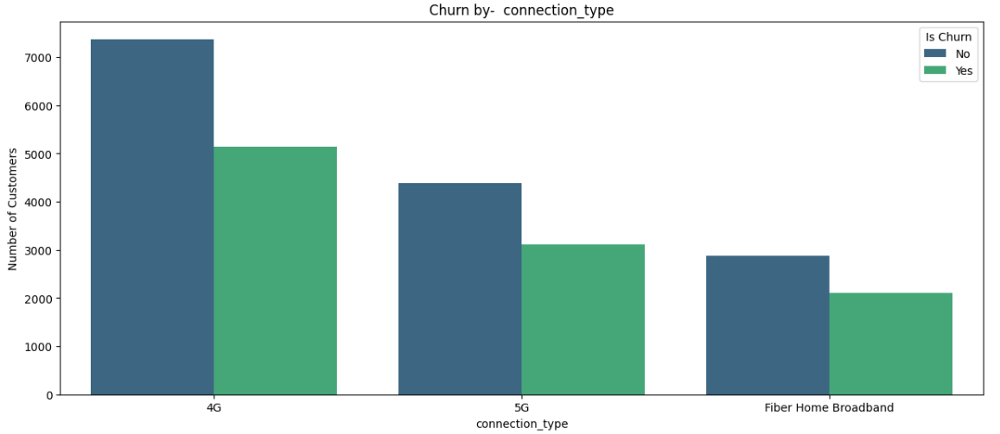 Churn by-  connection_type
Is Churn
No
Yes
Number of Customers
7000
6000
5000
4000
3000
2000
1000
0
4G
5G
Fiber Home Broadband
connection_type